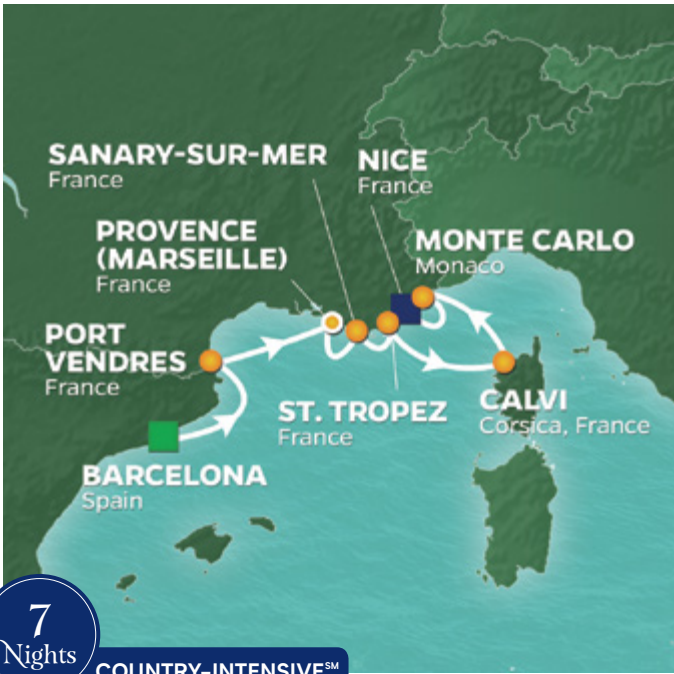 SANARY-SUR-MER
France
NICE
France
PROVENCE
(MARSEILLE)
France
MONTE CARLO
Monaco
PORT
VENDRES
France
ST. TROPEZ
France
CALVI
Corsica, France
BARCELONA
Spain
7
Nights
COUNTRY-INTENSIVE℠